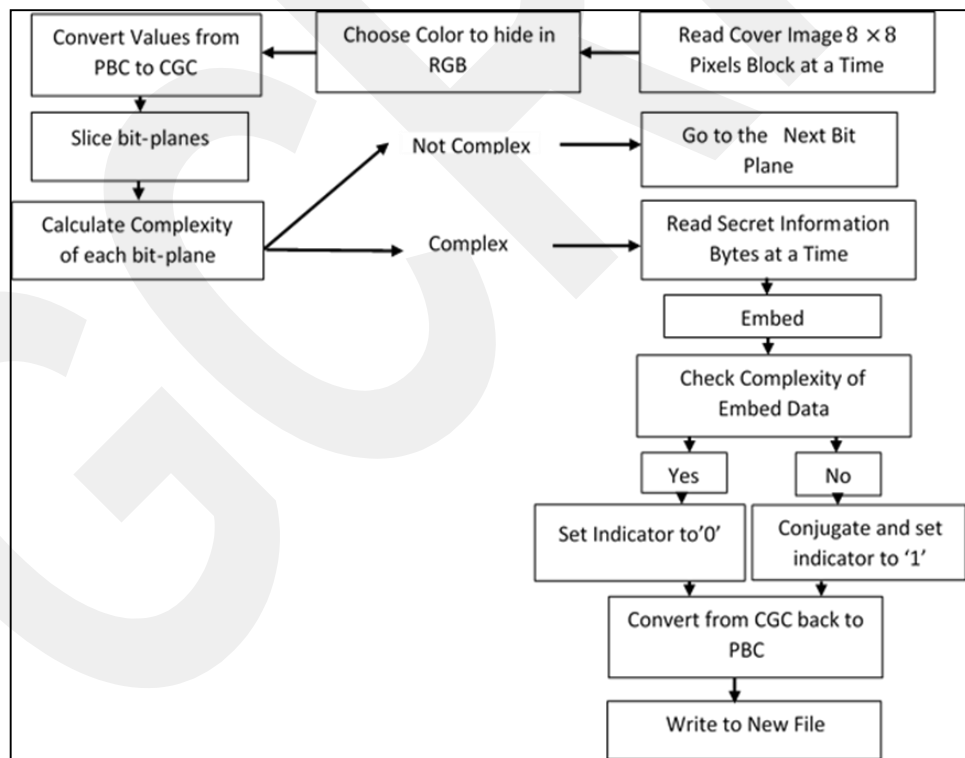 Read Cover Image 8 × 8
Pixels Block at a Time
Choose Color to hide in
RGB
Convert Values from
PBC to CGC
Slice bit-planes
Calculate Complexity
of each bit-plane
Not Complex
Go to the Next Bit
Plane
Complex
Read Secret Information
Bytes at a Time
Embed
Check Complexity of
Embed Data
Yes
No
Set Indicator to'0'
Conjugate and set
indicator to ‘1’
Convert from CGC back to
PBC
Write to New File